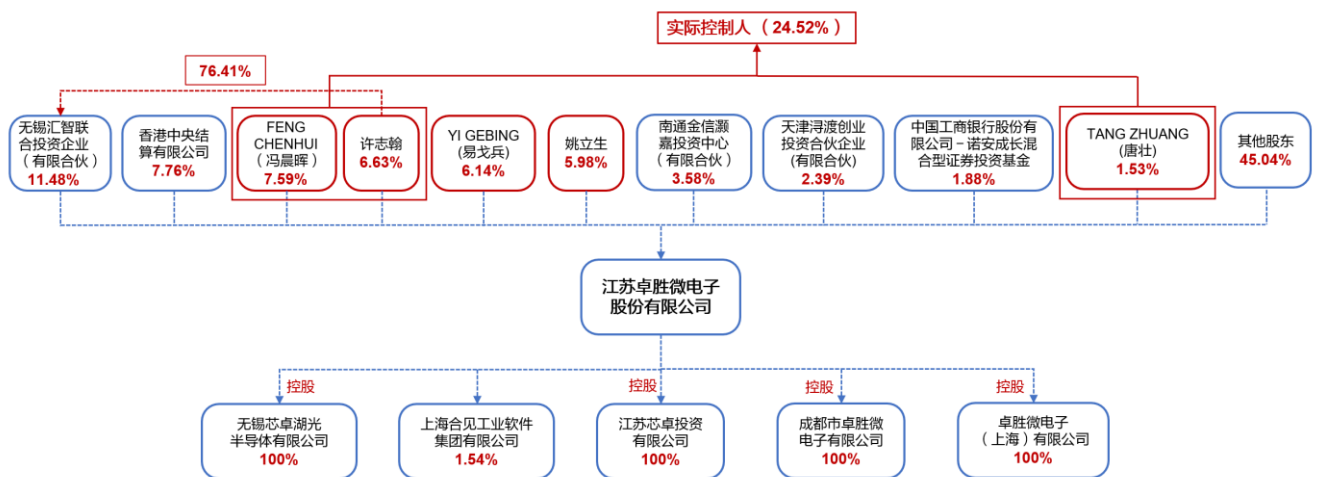 实际控制人（24.52%）
76.41%
无锡汇智联
合投资企业
（有限合伙）
11.48%
香港中央结
算有限公司
7.76%
FENG
CHENHUI
（冯晨晖）
7.59%
许志翰
6.63%
YI GEBING
(易戈兵)
6.14%
姚立生
5.98%
南通金信灏
嘉投资中心
（有限合伙）
3.58%
天津浔渡创业
投资合伙企业
(有限合伙)
2.39%
中国工商银行股份有
限公司－诺安成长混
合型证券投资基金
1.88%
TANG ZHUANG
(唐壮)
1.53%
其他股东
45.04%
江苏卓胜微电子
股份有限公司
控股
控股
控股
控股
无锡芯卓湖光
半导体有限公司
100%
上海合见工业软件
集团有限公司
1.54%
江苏芯卓投资
有限公司
100%
成都市卓胜微
电子有限公司
100%
卓胜微电子
（上海）有限公司
100%